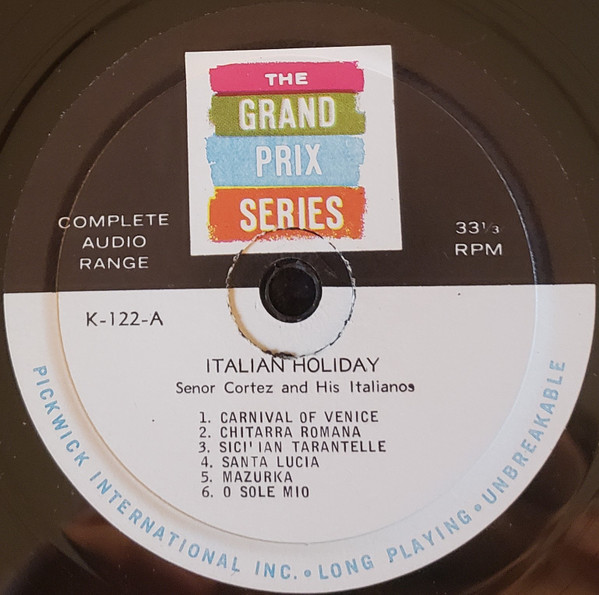 THE
GRAND
PRIX
SERIES
COMPLETE
AUDIO
RANGE
33⅓
RPM
K-122-A
ITALIAN HOLIDAY
Senor Cortez and His Italianos
1. CARNIVAL OF VENICE
2. CHITARRA ROMANA
3. SICI'IAN TARANTELLE
4. SANTA LUCIA
5. MAZURKA
6. O SOLE MIO
PICKWICK INTERNATIONAL INC. • LONG PLAYING • UNBREAKABLE